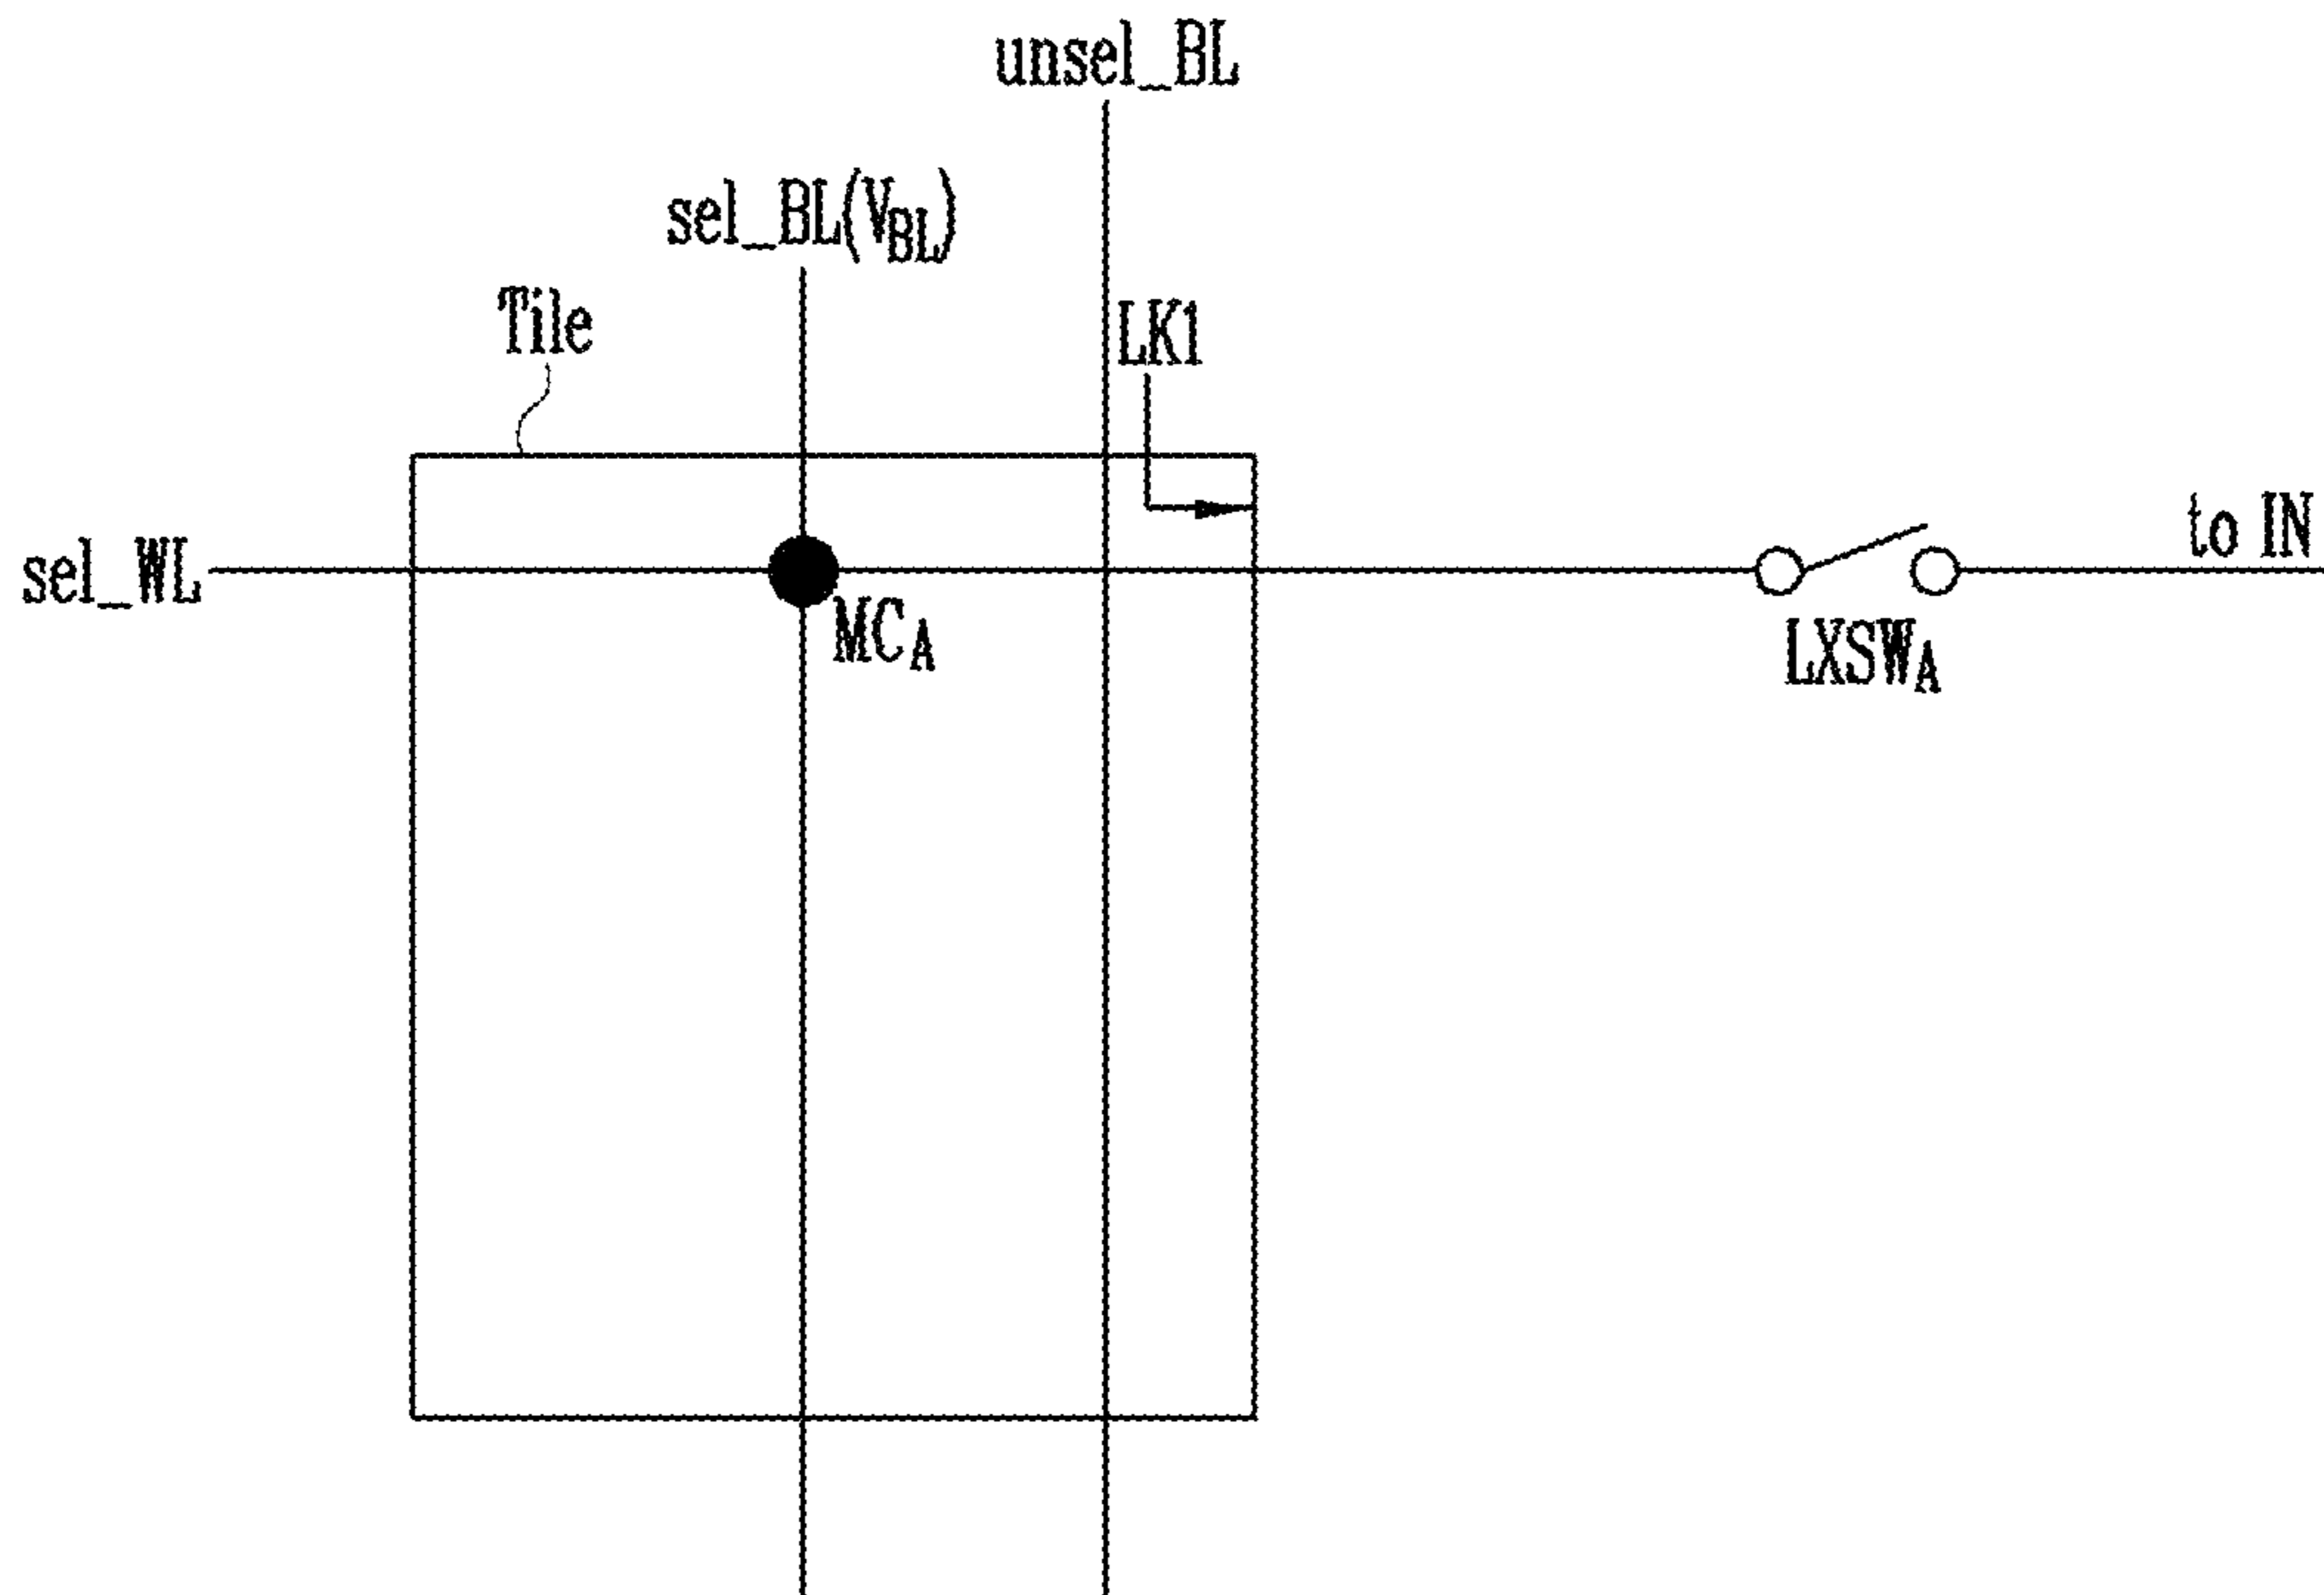 unsel_BL
sel_BL(VBL)
Tile
LK1
to IN
sel_WL
MCA
LXSWA